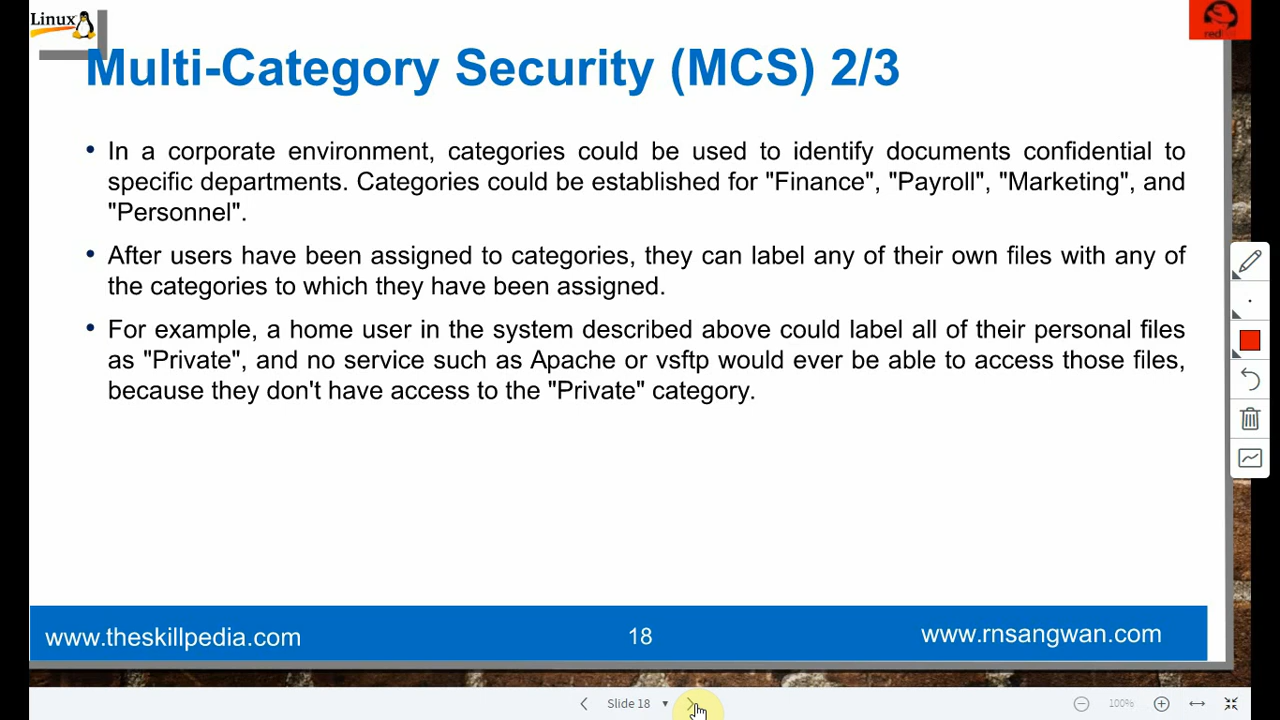 Linux
Multi-Category Security (MCS) 2/3
• In a corporate environment, categories could be used to identify documents confidential to
specific departments. Categories could be established for "Finance", "Payroll", "Marketing", and
"Personnel".
• After users have been assigned to categories, they can label any of their own files with any of
the categories to which they have been assigned.
• For example, a home user in the system described above could label all of their personal files
as "Private", and no service such as Apache or vsftp would ever be able to access those files,
because they don't have access to the "Private" category.
www.theskillpedia.com
18
www.rnsangwan.com
Slide 18
100%